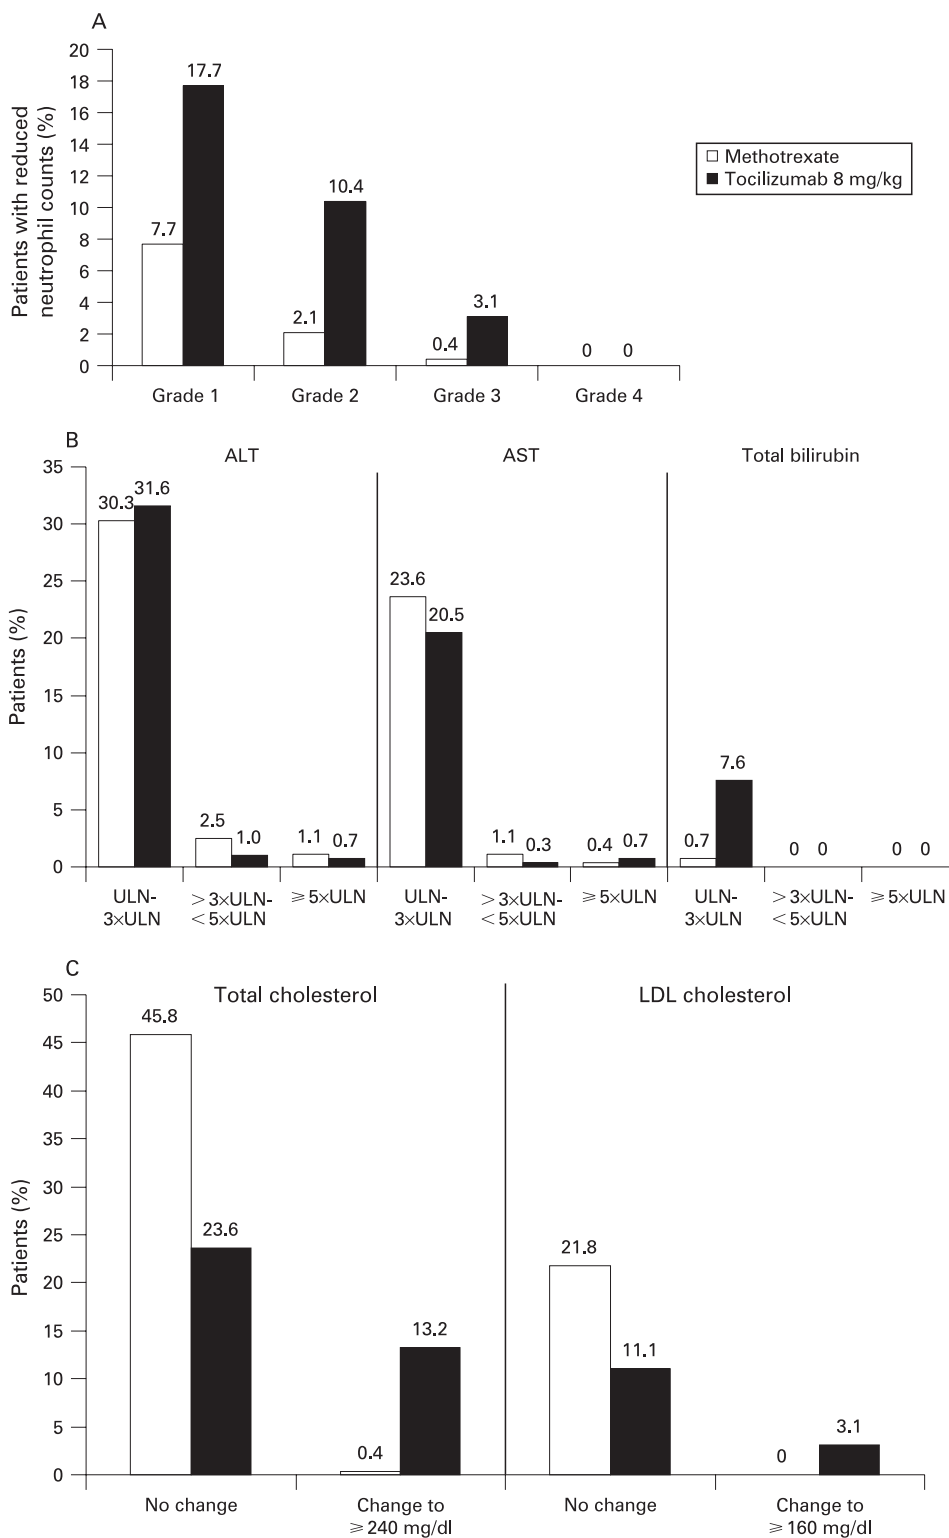 A
Patients with reduced
neutrophil counts (%)
20
18
16
14
12
10
8
6
4
2
0
7.7
17.7
2.1
10.4
0.4
3.1
0 0
Grade 1 Grade 2 Grade 3 Grade 4
Methotrexate
Tocilizumab 8 mg/kg
B
ALT AST Total bilirubin
Patients (%)
35
30
25
20
15
10
5
0
30.3 31.6
2.5 1.0
1.1 0.7
23.6 20.5
1.1 0.3
0.4 0.7
0.7 7.6
0 0
0 0
ULN-
3×ULN
> 3×ULN-
< 5×ULN
⩾ 5×ULN
ULN-
3×ULN
> 3×ULN-
< 5×ULN
⩾ 5×ULN
ULN-
3×ULN
> 3×ULN-
< 5×ULN
⩾ 5×ULN
C
Total cholesterol LDL cholesterol
Patients (%)
50
45
40
35
30
25
20
15
10
5
0
45.8
23.6
0.4
13.2
21.8
11.1
0
3.1
No change
Change to
⩾ 240 mg/dl
No change
Change to
⩾ 160 mg/dl